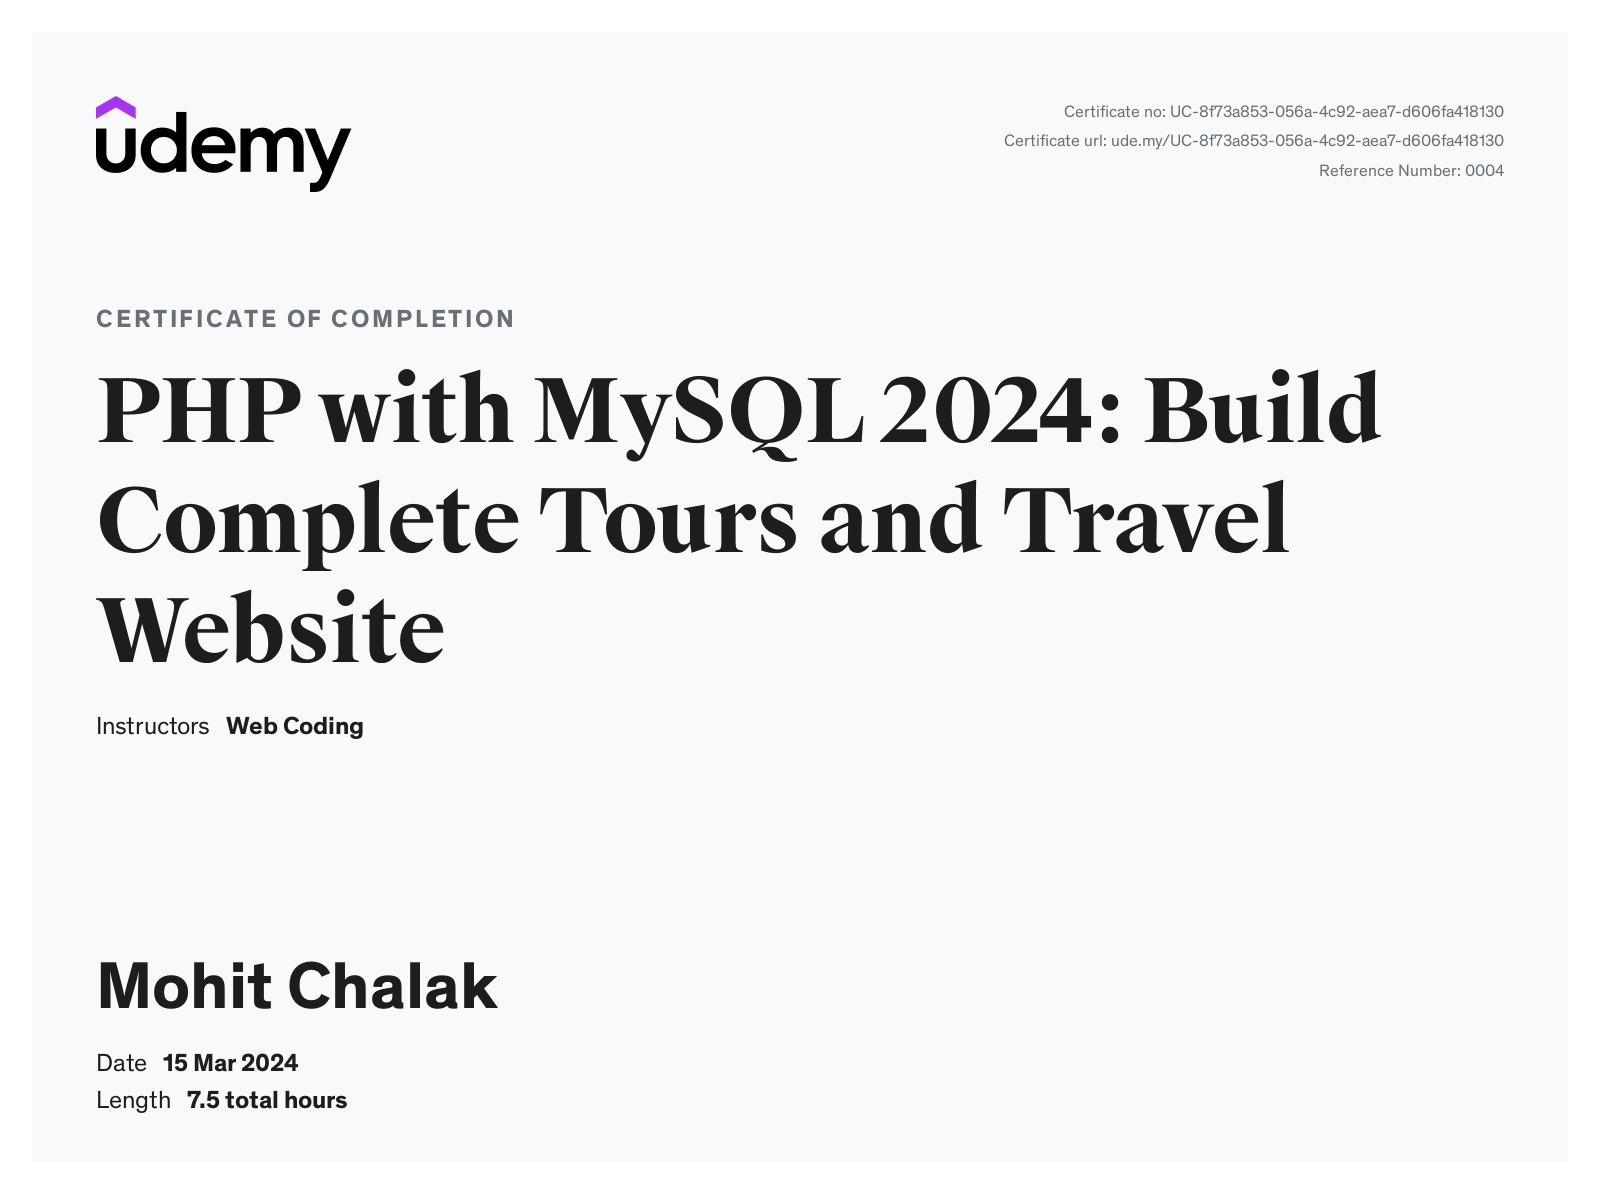 udemy
Certificate no: UC-8f73a853-056a-4c92-aea7-d606fa418130
Certificate url: ude.my/UC-8f73a853-056a-4c92-aea7-d606fa418130
Reference Number: 0004
CERTIFICATE OF COMPLETION
PHP with MySQL 2024: Build
Complete Tours and Travel
Website
Instructors Web Coding
Mohit Chalak
Date 15 Mar 2024
Length 7.5 total hours